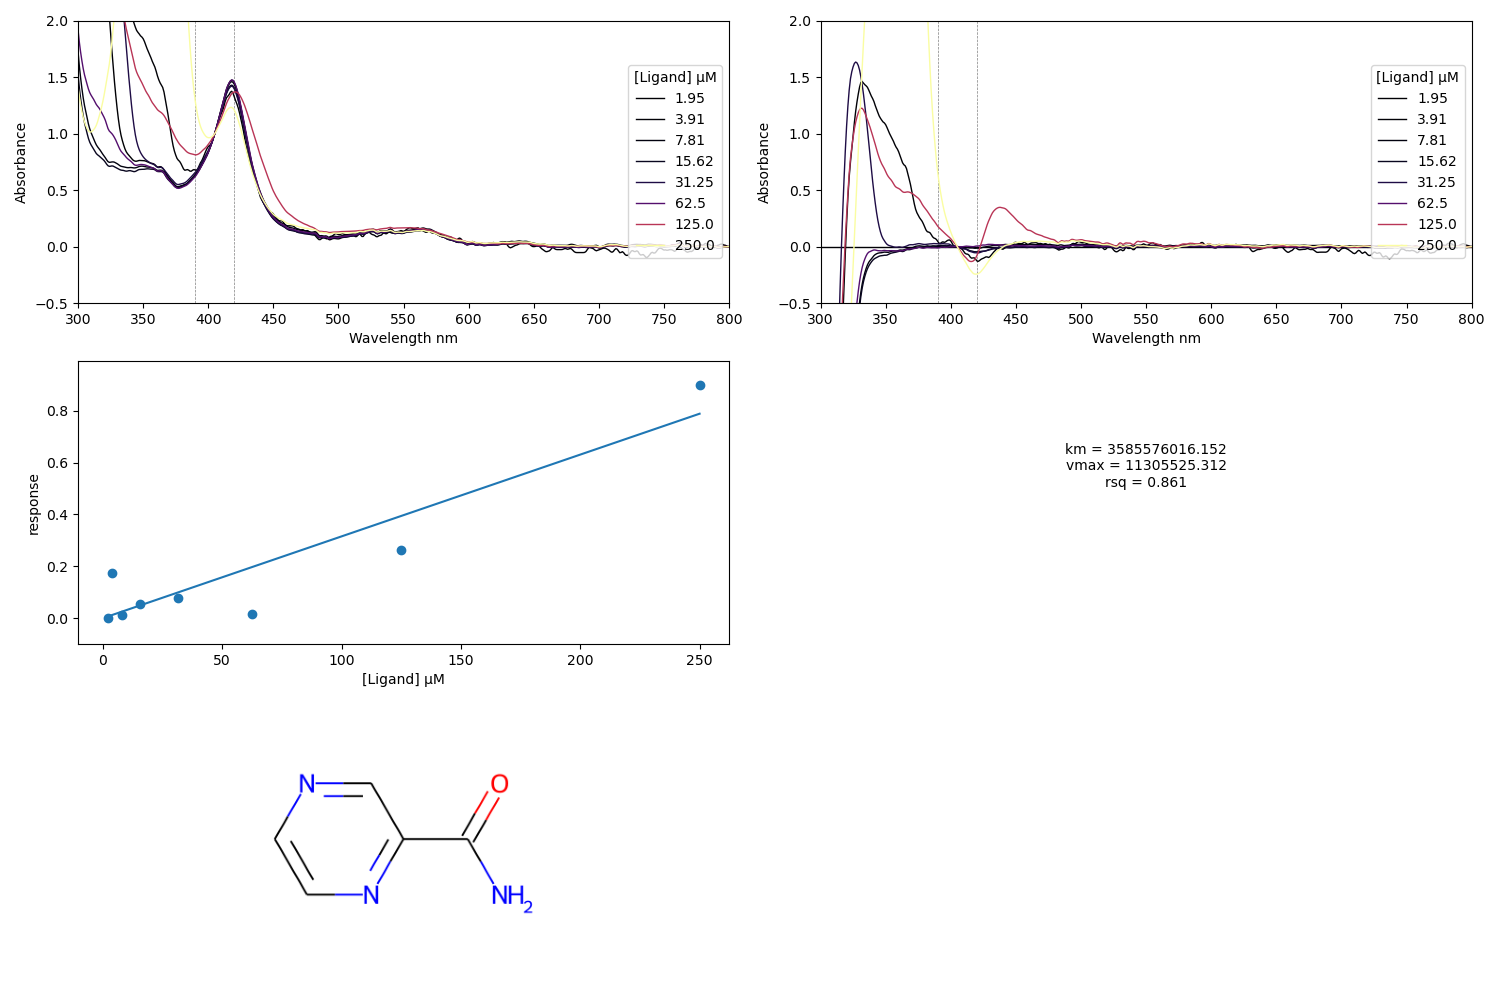 2.0
1.5
1.0
0.5
0.0
−0.5
Absorbance
300 350 400 450 500 550 600 650 700 750 800
Wavelength nm
[Ligand] µM
1.95
3.91
7.81
15.62
31.25
62.5
125.0
250.0
2.0
1.5
1.0
0.5
0.0
−0.5
Absorbance
300 350 400 450 500 550 600 650 700 750 800
Wavelength nm
[Ligand] µM
1.95
3.91
7.81
15.62
31.25
62.5
125.0
250.0
0.8
0.6
0.4
0.2
0.0
response
0 50 100 150 200 250
[Ligand] µM
km = 3585576016.152
vmax = 11305525.312
rsq = 0.861
N O
N NH2